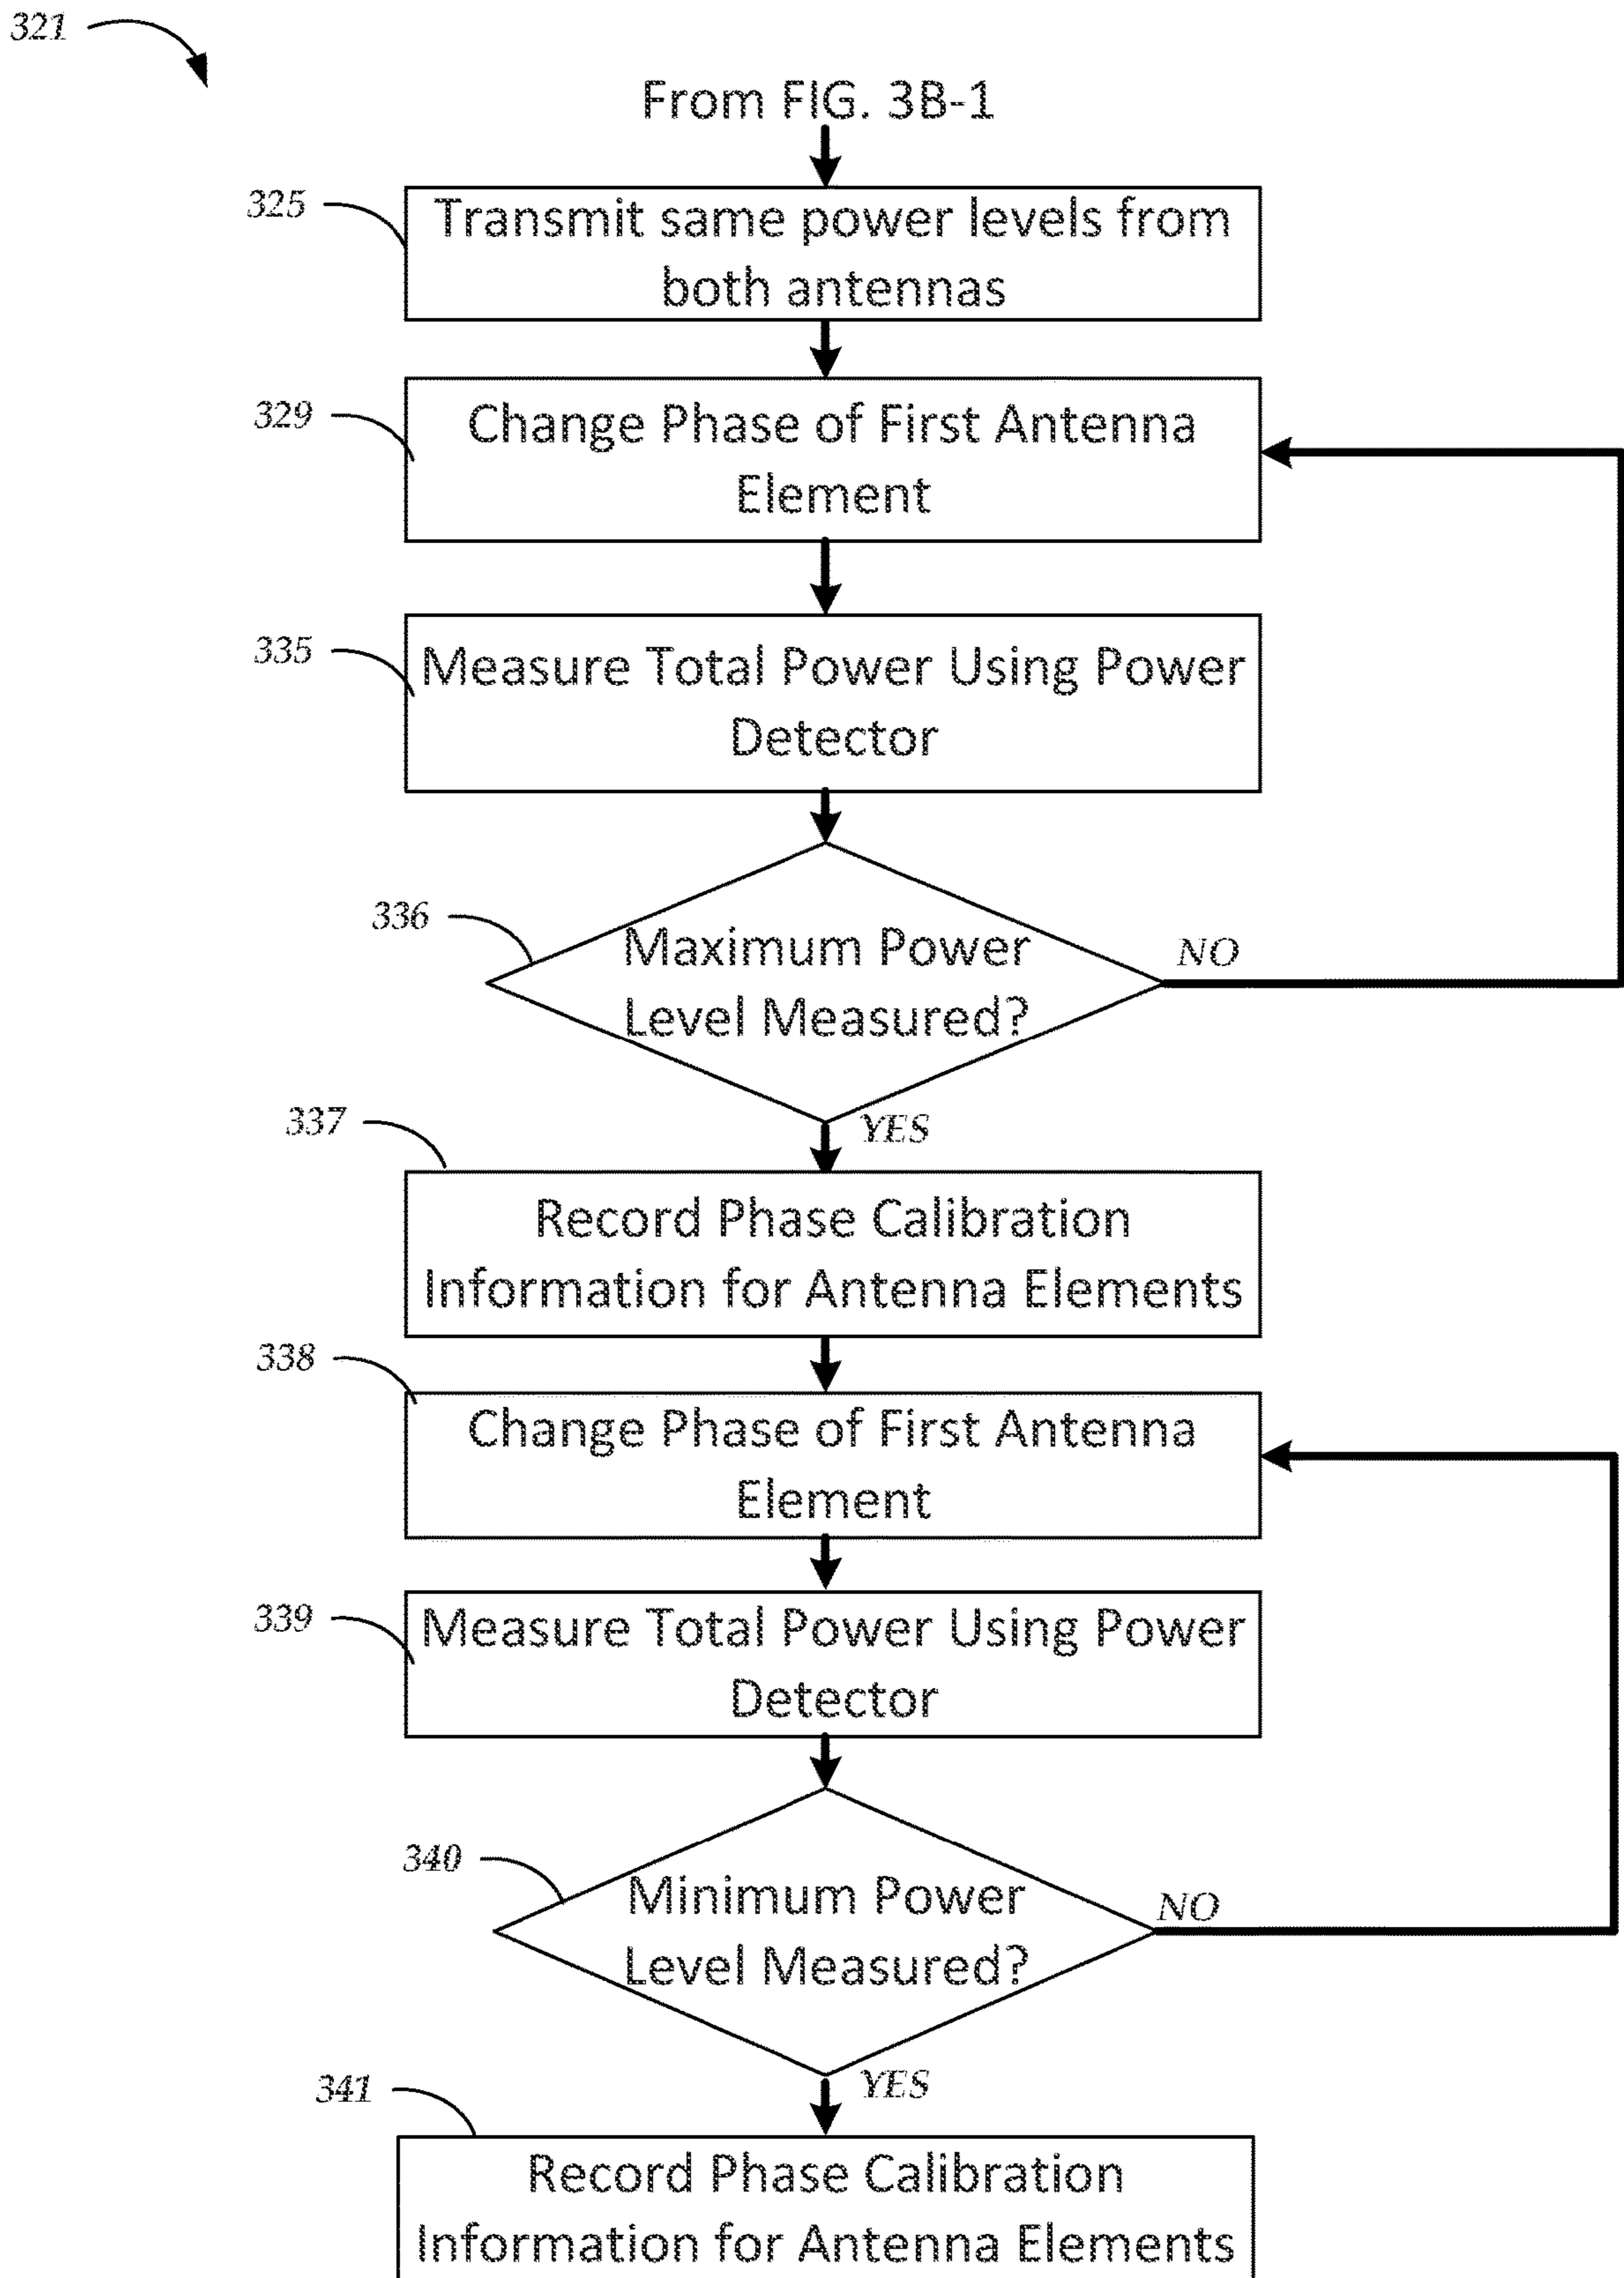 321
From FIG. 3B-1
325
Transmit same power levels from
both antennas
329
Change Phase of First Antenna
Element
335
Measure Total Power Using Power
Detector
336
Maximum Power
Level Measured?
NO
YES
337
Record Phase Calibration
Information for Antenna Elements
338
Change Phase of First Antenna
Element
339
Measure Total Power Using Power
Detector
340
Minimum Power
Level Measured?
NO
YES
341
Record Phase Calibration
Information for Antenna Elements